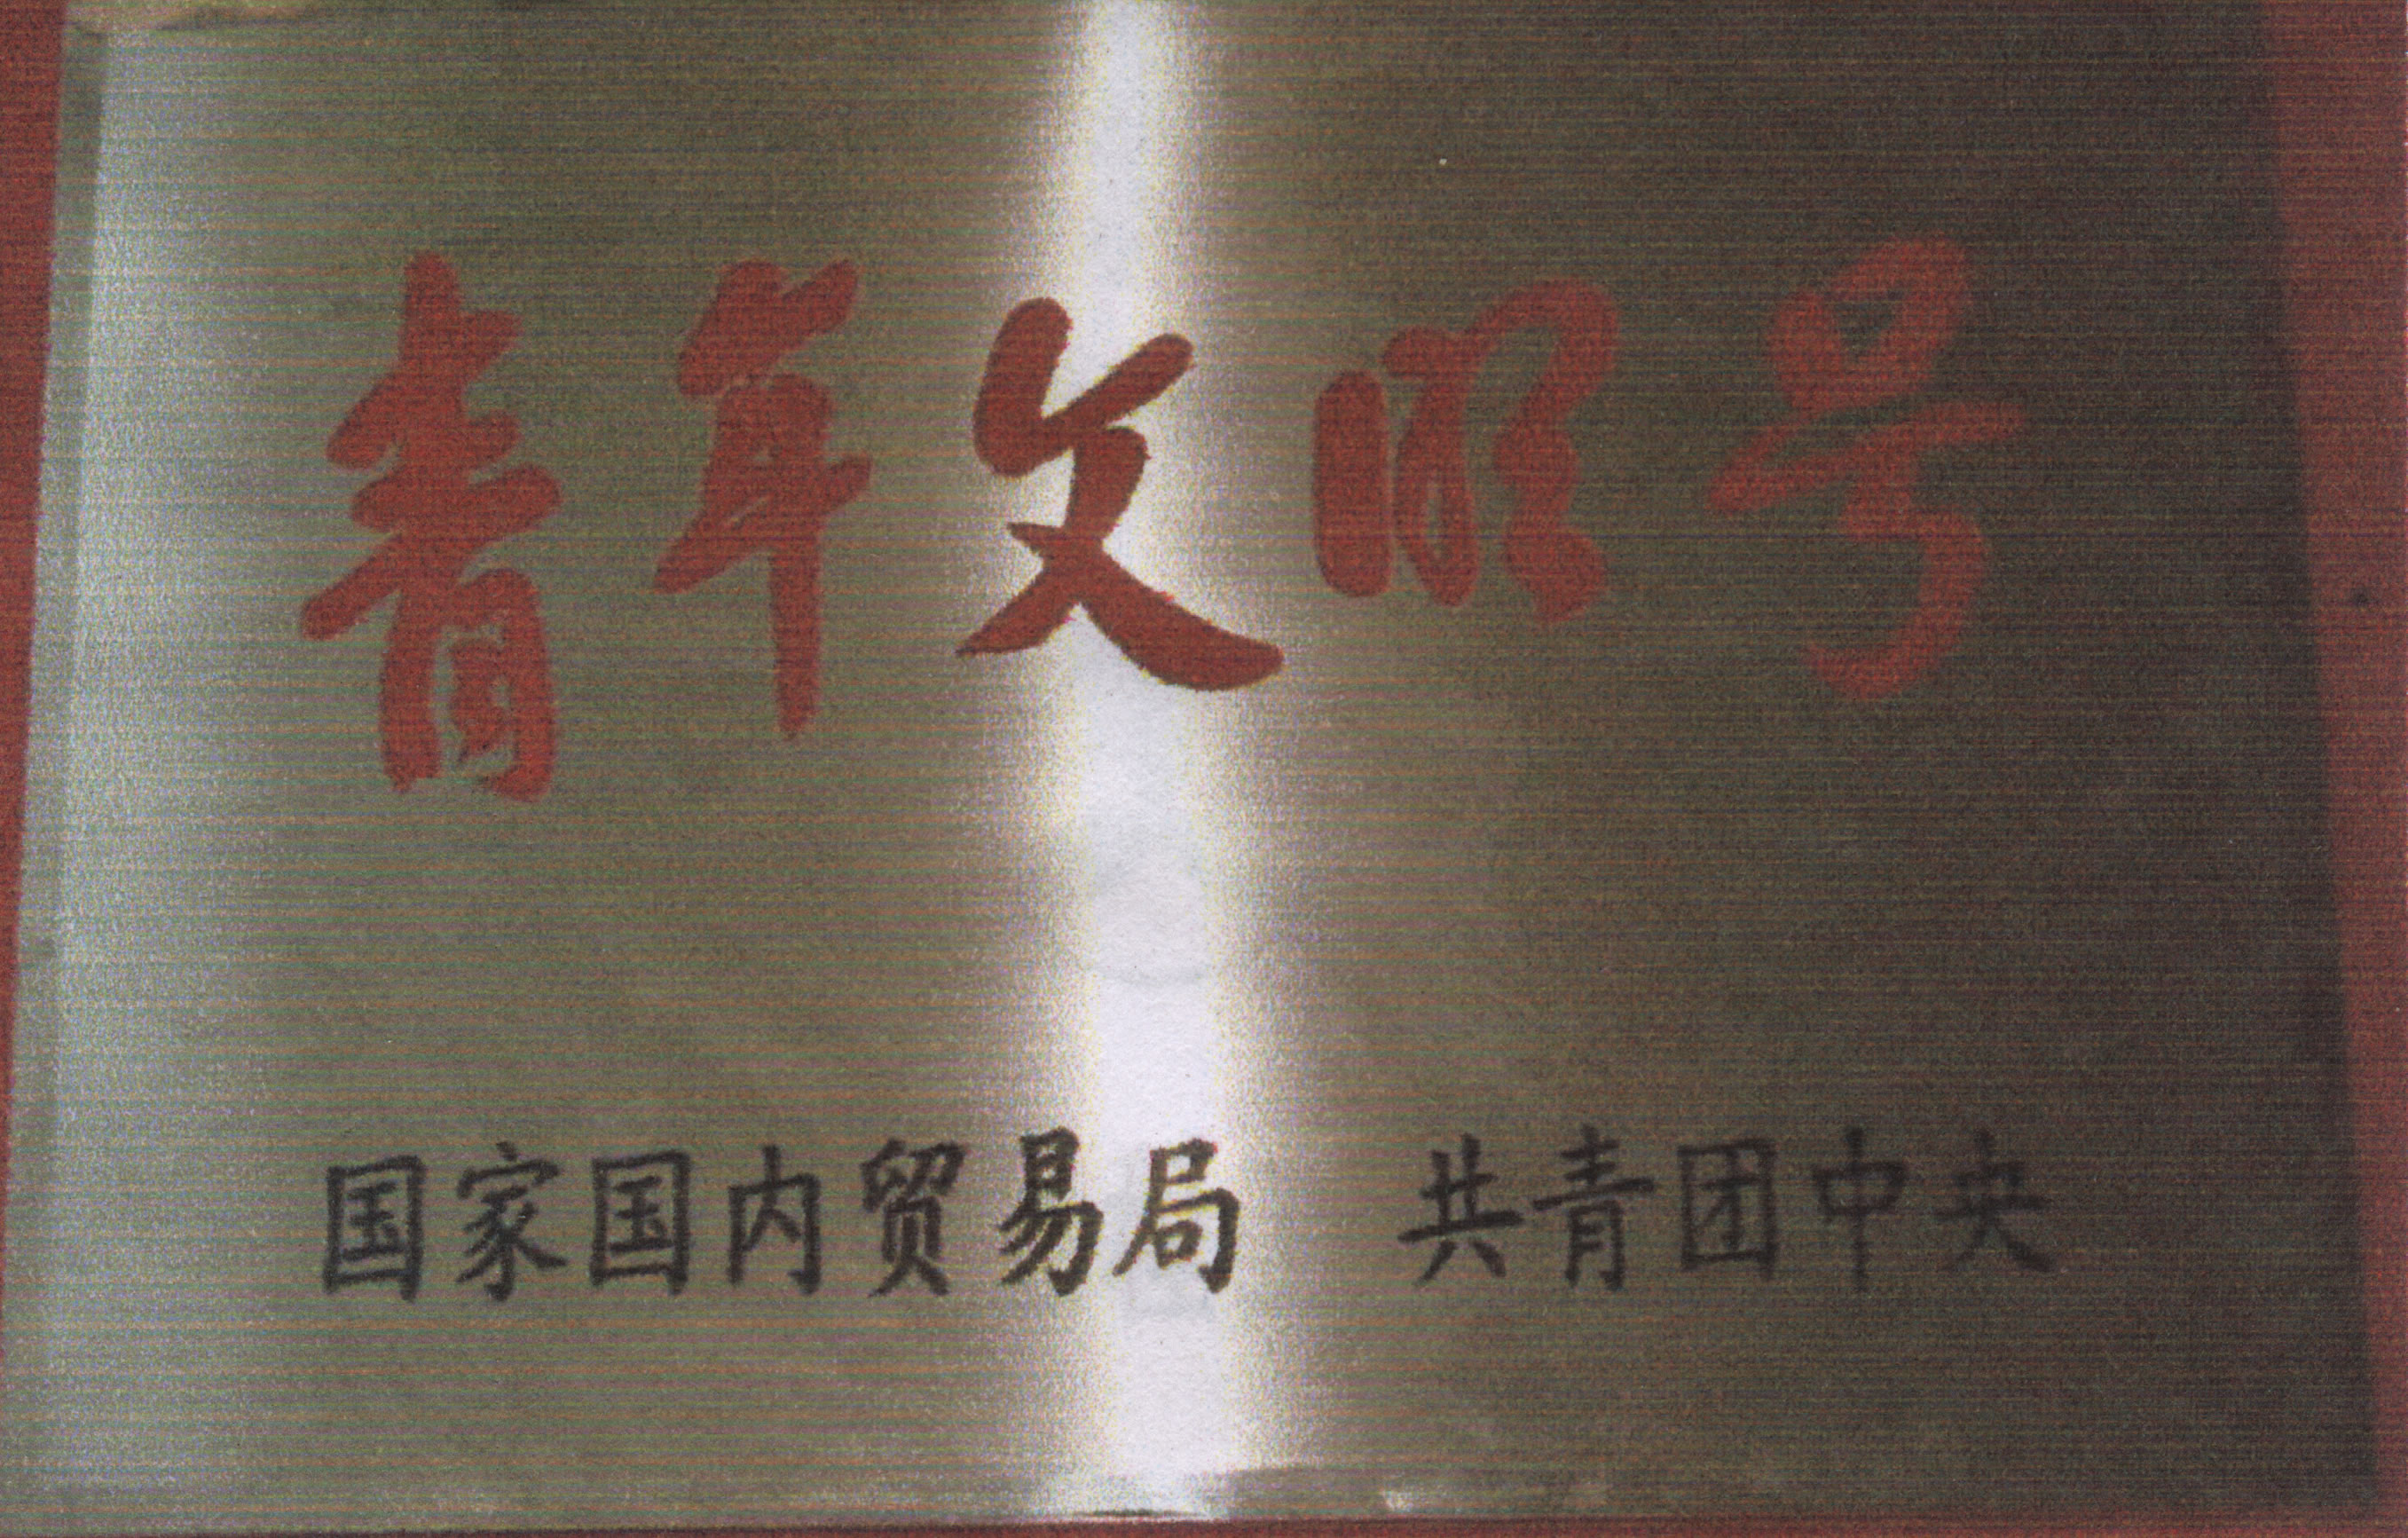 青年文明号
国家国内贸易局 共青团中央